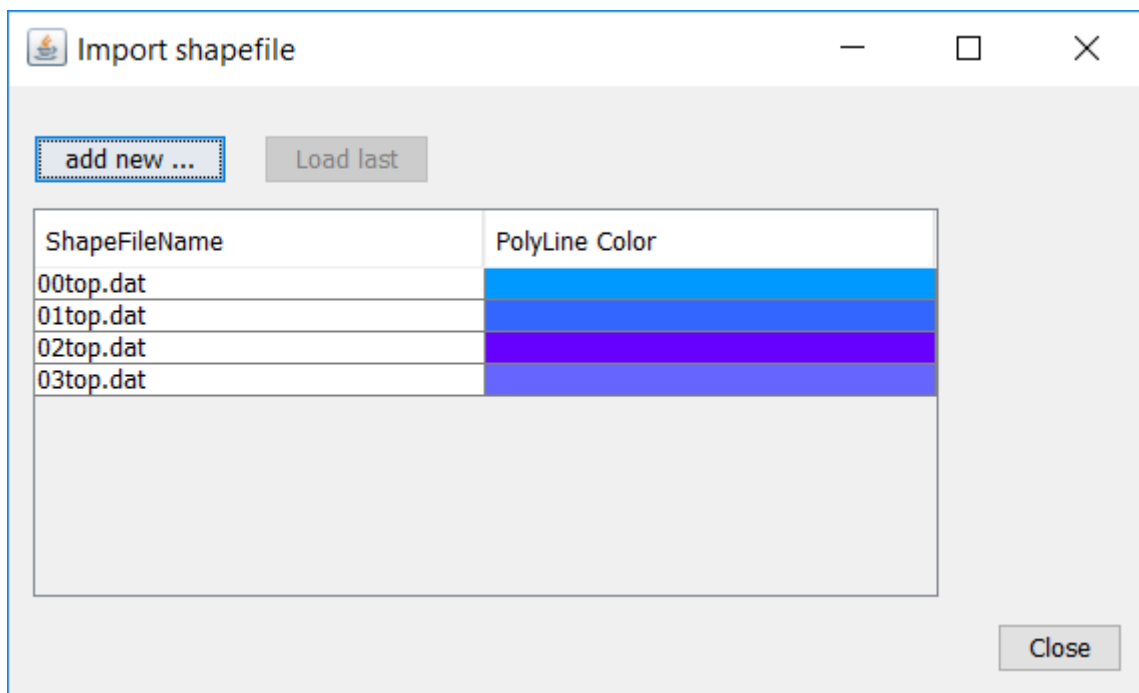 Import shapefile
add new ... Load last
ShapeFileName PolyLine Color
00top.dat
01top.dat
02top.dat
03top.dat
Close